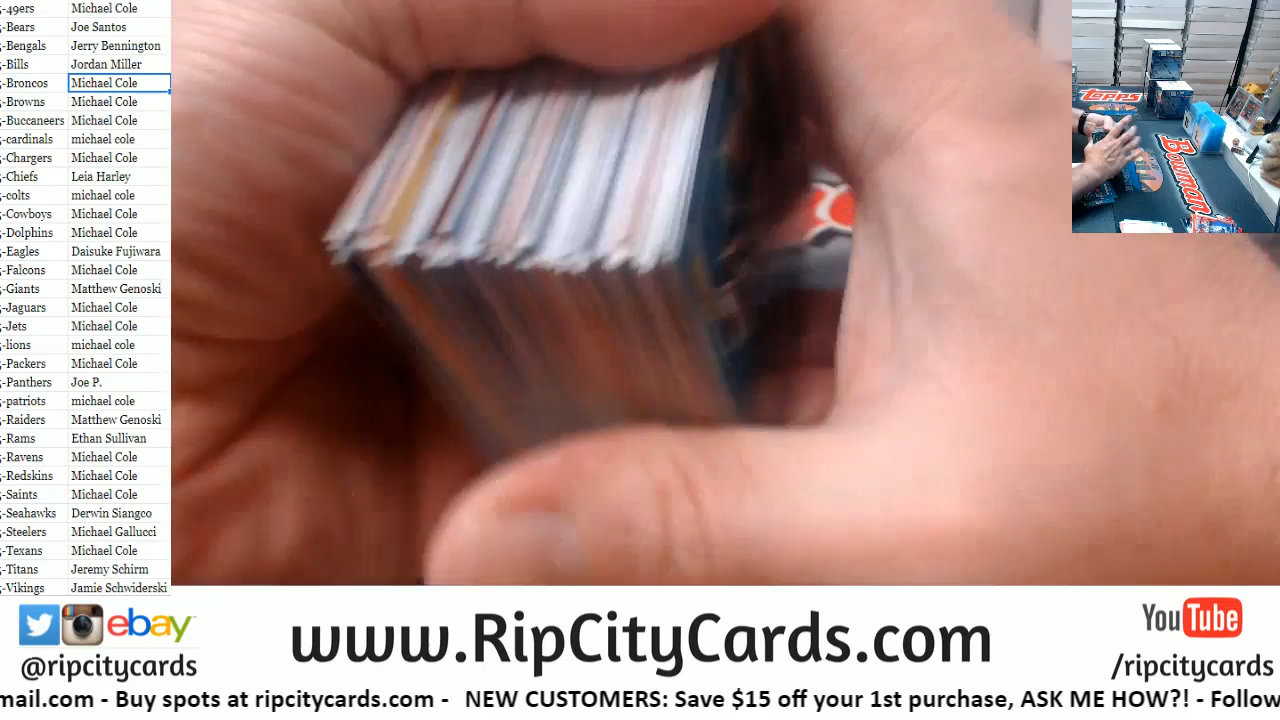 -49ers Michael Cole
-Bears Joe Santos
-Bengals Jerry Bennington
-Bills Jordan Miller
-Broncos Michael Cole
-Browns Michael Cole
-Buccaneers Michael Cole
-cardinals michael cole
-Chargers Michael Cole
-Chiefs Leia Harley
-colts michael cole
-Cowboys Michael Cole
-Dolphins Michael Cole
-Eagles Daisuke Fujiwara
-Falcons Michael Cole
-Giants Matthew Genoski
-Jaguars Michael Cole
-Jets Michael Cole
-lions michael cole
-Packers Michael Cole
-Panthers Joe P.
-patriots michael cole
-Raiders Matthew Genoski
-Rams Ethan Sullivan
-Ravens Michael Cole
-Redskins Michael Cole
-Saints Michael Cole
-Seahawks Derwin Siangco
-Steelers Michael Gallucci
-Texans Michael Cole
-Titans Jeremy Schirm
-Vikings Jamie Schwiderski
Topps
Bowman
ebay
@ripcitycards
www.RipCityCards.com
YouTube
/ripcitycards
mail.com - Buy spots at ripcitycards.com - NEW CUSTOMERS: Save $15 off your 1st purchase, ASK ME HOW?! - Follow